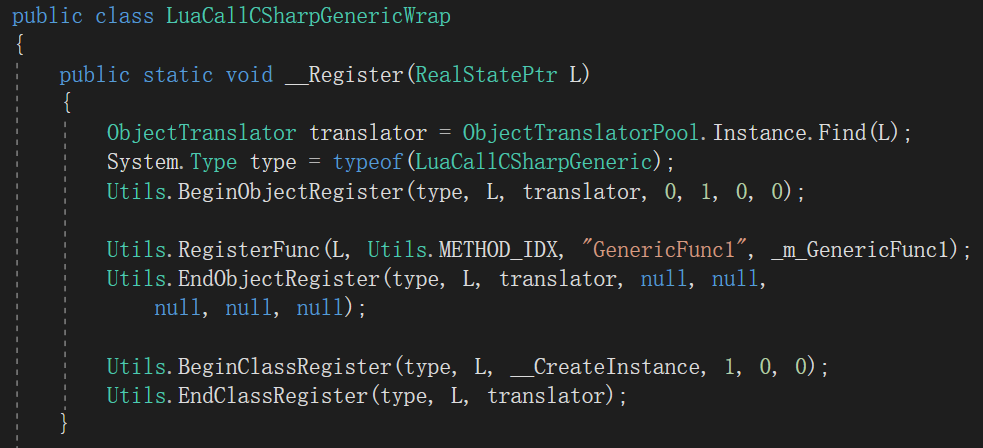 public class LuaCallCSharpGenericWrap
{
public static void __Register(RealStatePtr L)
{
ObjectTranslator translator = ObjectTranslatorPool.Instance.Find(L);
System.Type type = typeof(LuaCallCSharpGeneric);
Utils.BeginObjectRegister(type, L, translator, 0, 1, 0, 0);
Utils.RegisterFunc(L, Utils.METHOD_IDX, "GenericFunc1", _m_GenericFunc1);
Utils.EndObjectRegister(type, L, translator, null, null,
null, null, null);
Utils.BeginClassRegister(type, L, __CreateInstance, 1, 0, 0);
Utils.EndClassRegister(type, L, translator);
}